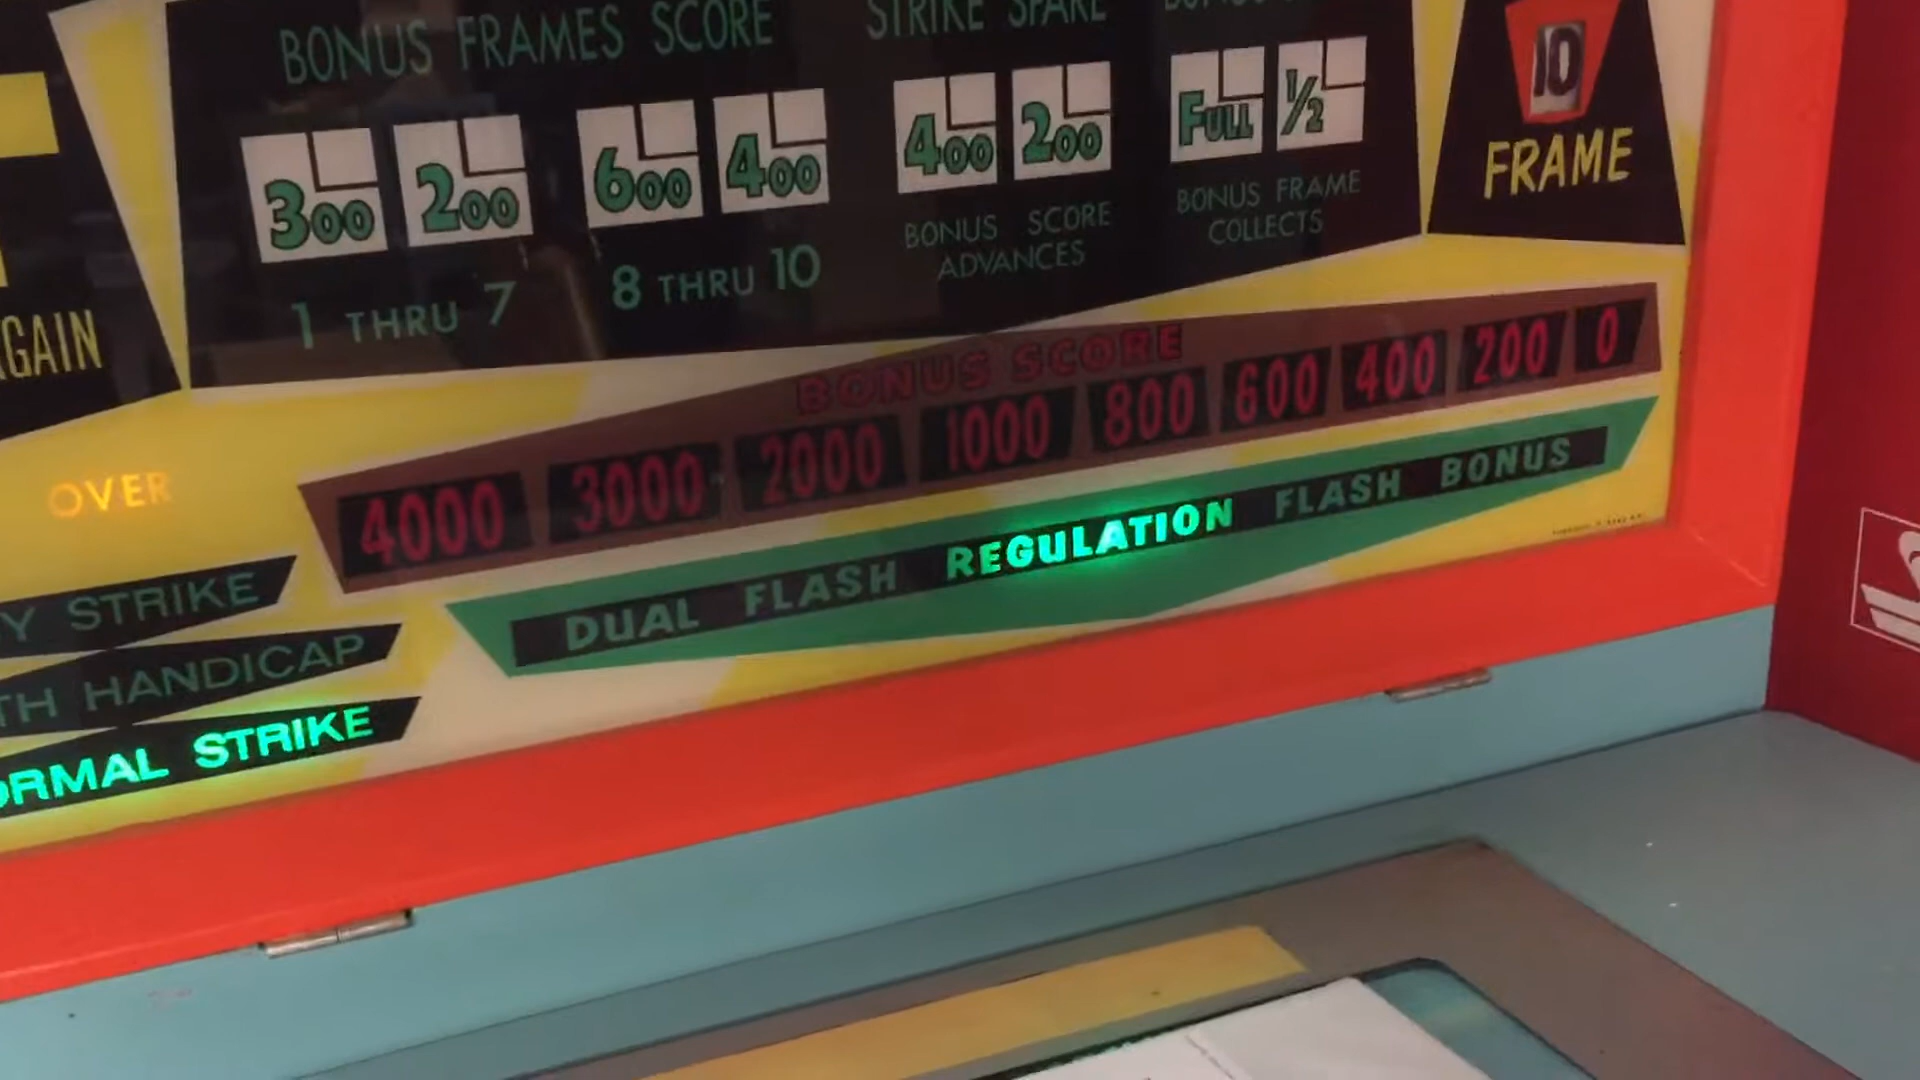 BONUS FRAMES SCORE
300 200 600 400
1 THRU 7 8 THRU 10
STRIKE SPARE
400 200
BONUS SCORE
ADVANCES
FULL 1/2
BONUS FRAME
COLLECTS
10
FRAME
GAIN
OVER
BONUS SCORE
4000 3000 2000 1000 800 600 400 200 0
DUAL FLASH REGULATION FLASH BONUS
Y STRIKE
TH HANDICAP
ORMAL STRIKE